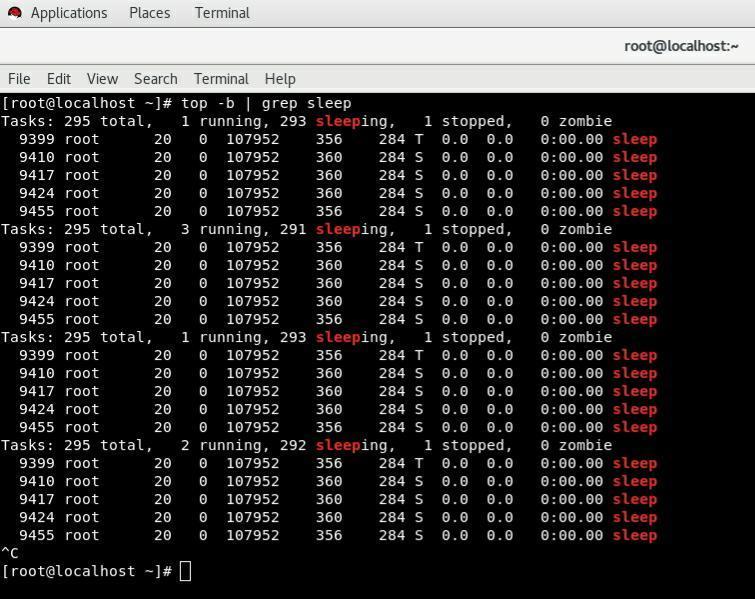 Applications Places Terminal
root@localhost:~
File Edit View Search Terminal Help
[root@localhost ~]# top -b | grep sleep
Tasks: 295 total,   1 running, 293 sleeping,   1 stopped,   0 zombie
  9399 root      20   0  107952    356    284 T  0.0  0.0   0:00.00 sleep
  9410 root      20   0  107952    360    284 S  0.0  0.0   0:00.00 sleep
  9417 root      20   0  107952    360    284 S  0.0  0.0   0:00.00 sleep
  9424 root      20   0  107952    360    284 S  0.0  0.0   0:00.00 sleep
  9455 root      20   0  107952    356    284 S  0.0  0.0   0:00.00 sleep
Tasks: 295 total,   3 running, 291 sleeping,   1 stopped,   0 zombie
  9399 root      20   0  107952    356    284 T  0.0  0.0   0:00.00 sleep
  9410 root      20   0  107952    360    284 S  0.0  0.0   0:00.00 sleep
  9417 root      20   0  107952    360    284 S  0.0  0.0   0:00.00 sleep
  9424 root      20   0  107952    360    284 S  0.0  0.0   0:00.00 sleep
  9455 root      20   0  107952    356    284 S  0.0  0.0   0:00.00 sleep
Tasks: 295 total,   1 running, 293 sleeping,   1 stopped,   0 zombie
  9399 root      20   0  107952    356    284 T  0.0  0.0   0:00.00 sleep
  9410 root      20   0  107952    360    284 S  0.0  0.0   0:00.00 sleep
  9417 root      20   0  107952    360    284 S  0.0  0.0   0:00.00 sleep
  9424 root      20   0  107952    360    284 S  0.0  0.0   0:00.00 sleep
  9455 root      20   0  107952    356    284 S  0.0  0.0   0:00.00 sleep
Tasks: 295 total,   2 running, 292 sleeping,   1 stopped,   0 zombie
  9399 root      20   0  107952    356    284 T  0.0  0.0   0:00.00 sleep
  9410 root      20   0  107952    360    284 S  0.0  0.0   0:00.00 sleep
  9417 root      20   0  107952    360    284 S  0.0  0.0   0:00.00 sleep
  9424 root      20   0  107952    360    284 S  0.0  0.0   0:00.00 sleep
  9455 root      20   0  107952    356    284 S  0.0  0.0   0:00.00 sleep
^C
[root@localhost ~]#